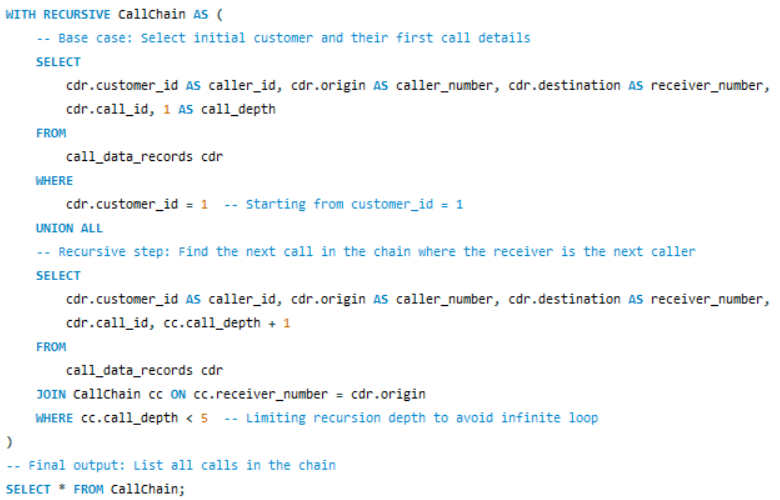 WITH RECURSIVE CallChain AS (
    -- Base case: Select initial customer and their first call details
    SELECT
        cdr.customer_id AS caller_id, cdr.origin AS caller_number, cdr.destination AS receiver_number,
        cdr.call_id, 1 AS call_depth
    FROM
        call_data_records cdr
    WHERE
        cdr.customer_id = 1  -- Starting from customer_id = 1
    UNION ALL
    -- Recursive step: Find the next call in the chain where the receiver is the next caller
    SELECT
        cdr.customer_id AS caller_id, cdr.origin AS caller_number, cdr.destination AS receiver_number,
        cdr.call_id, cc.call_depth + 1
    FROM
        call_data_records cdr
    JOIN CallChain cc ON cc.receiver_number = cdr.origin
    WHERE cc.call_depth < 5  -- Limiting recursion depth to avoid infinite loop
)
-- Final output: List all calls in the chain
SELECT * FROM CallChain;